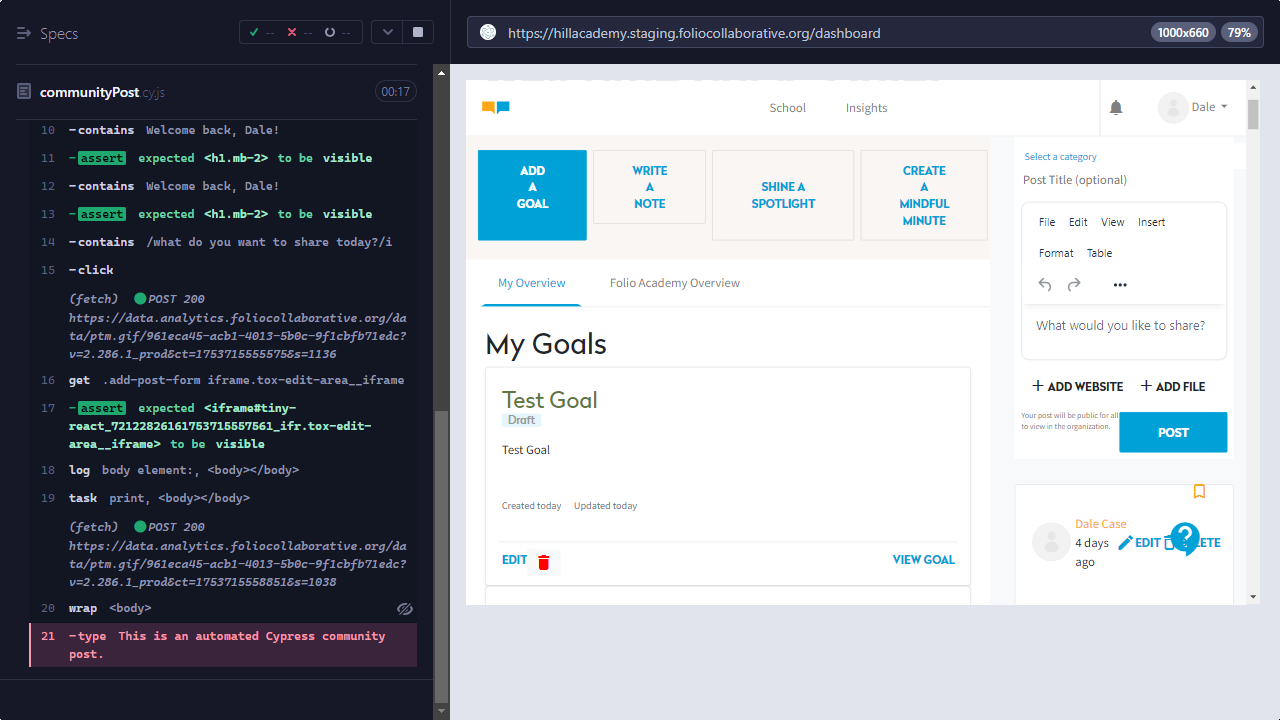 Specs
-- -- --
https://hillacademy.staging.foliocollaborative.org/dashboard
1000x660
79%
communityPost.cy.js
00:17
10 -contains Welcome back, Dale!
11 -assert expected <h1.mb-2> to be visible
12 -contains Welcome back, Dale!
13 -assert expected <h1.mb-2> to be visible
14 -contains /what do you want to share today?/i
15 -click
(fetch) POST 200
https://data.analytics.foliocollaborative.org/da
ta/ptm.gif/961eca45-acb1-4013-5b0c-9f1cbfb71edc?
v=2.286.1_prod&ct=1753715555575&s=1136
16 get .add-post-form iframe.tox-edit-area__iframe
17 -assert expected <iframe#tiny-
react_72122826161753715557561_ifr.tox-edit-
area__iframe> to be visible
18 log body element:, <body></body>
19 task print, <body></body>
(fetch) POST 200
https://data.analytics.foliocollaborative.org/da
ta/ptm.gif/961eca45-acb1-4013-5b0c-9f1cbfb71edc?
v=2.286.1_prod&ct=1753715558851&s=1038
20 wrap <body>
21 -type This is an automated Cypress community
post.
School
Insights
Dale
ADD
A
GOAL
WRITE
A
NOTE
SHINE A
SPOTLIGHT
CREATE
A
MINDFUL
MINUTE
My Overview
Folio Academy Overview
My Goals
Test Goal
Draft
Test Goal
Created today Updated today
EDIT
VIEW GOAL
Select a category
Post Title (optional)
File Edit View Insert
Format Table
What would you like to share?
ADD WEBSITE
ADD FILE
Your post will be public for all
to view in the organization.
POST
Dale Case
4 days
ago
EDIT